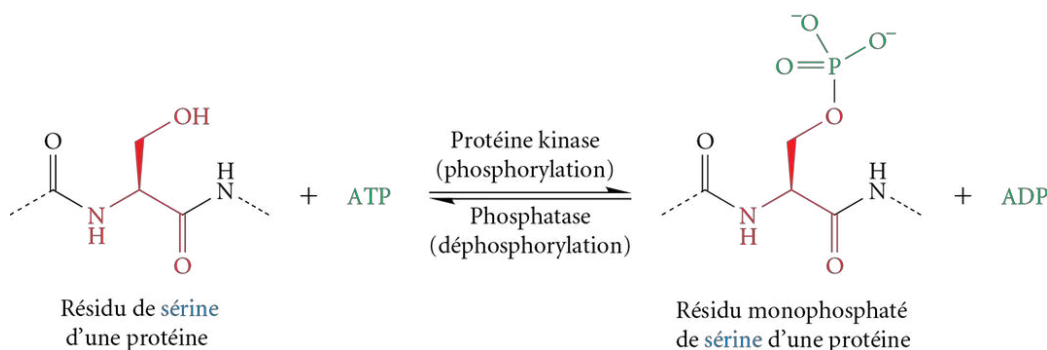 ⁻O
O⁻
O=P
O
OH
O
N
H
H
N
O
+
ATP
Protéine kinase
(phosphorylation)
Phosphatase
(déphosphorylation)
O
N
H
H
N
O
+
ADP
Résidu de sérine
d'une protéine
Résidu monophosphaté
de sérine d'une protéine